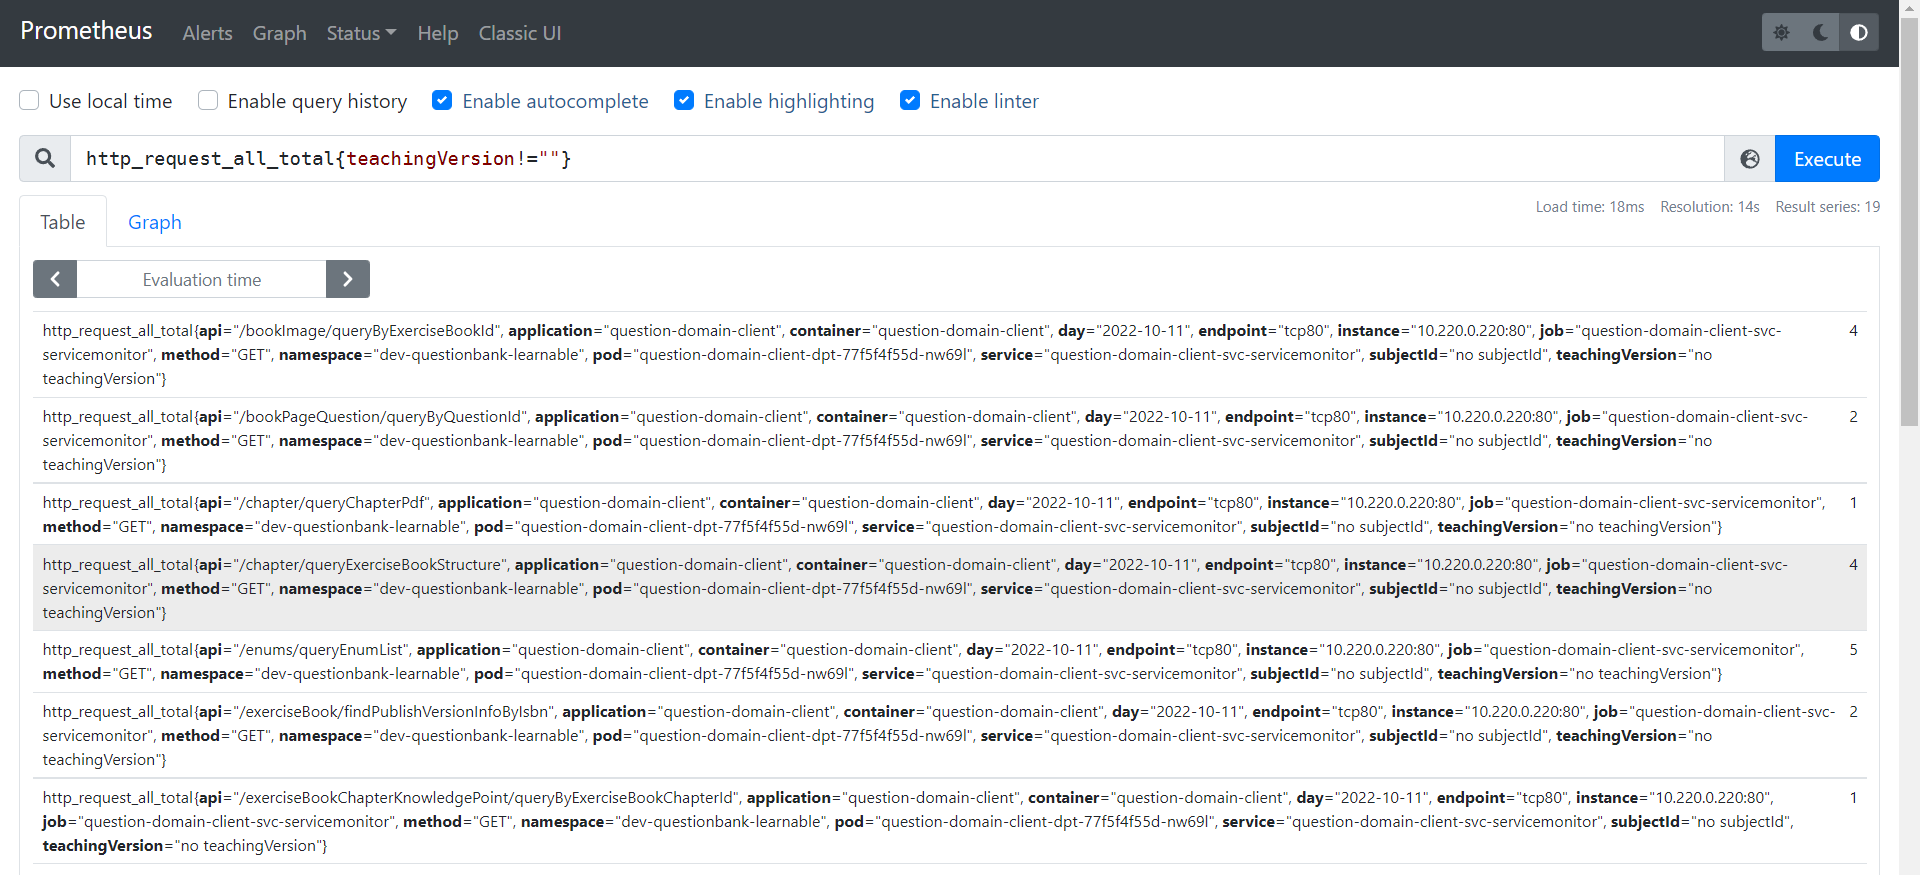 Prometheus Alerts Graph Status Help Classic UI
Use local time Enable query history Enable autocomplete Enable highlighting Enable linter
http_request_all_total{teachingVersion!=""} Execute
Table Graph Load time: 18ms Resolution: 14s Result series: 19
Evaluation time
http_request_all_total{api="/bookImage/queryByExerciseBookId", application="question-domain-client", container="question-domain-client", day="2022-10-11", endpoint="tcp80", instance="10.220.0.220:80", job="question-domain-client-svc- 4
servicemonitor", method="GET", namespace="dev-questionbank-learnable", pod="question-domain-client-dpt-77f5f4f55d-nw69l", service="question-domain-client-svc-servicemonitor", subjectId="no subjectId", teachingVersion="no
teachingVersion"}
http_request_all_total{api="/bookPageQuestion/queryByQuestionId", application="question-domain-client", container="question-domain-client", day="2022-10-11", endpoint="tcp80", instance="10.220.0.220:80", job="question-domain-client-svc- 2
servicemonitor", method="GET", namespace="dev-questionbank-learnable", pod="question-domain-client-dpt-77f5f4f55d-nw69l", service="question-domain-client-svc-servicemonitor", subjectId="no subjectId", teachingVersion="no
teachingVersion"}
http_request_all_total{api="/chapter/queryChapterPdf", application="question-domain-client", container="question-domain-client", day="2022-10-11", endpoint="tcp80", instance="10.220.0.220:80", job="question-domain-client-svc-servicemonitor", 1
method="GET", namespace="dev-questionbank-learnable", pod="question-domain-client-dpt-77f5f4f55d-nw69l", service="question-domain-client-svc-servicemonitor", subjectId="no subjectId", teachingVersion="no teachingVersion"}
http_request_all_total{api="/chapter/queryExerciseBookStructure", application="question-domain-client", container="question-domain-client", day="2022-10-11", endpoint="tcp80", instance="10.220.0.220:80", job="question-domain-client-svc- 4
servicemonitor", method="GET", namespace="dev-questionbank-learnable", pod="question-domain-client-dpt-77f5f4f55d-nw69l", service="question-domain-client-svc-servicemonitor", subjectId="no subjectId", teachingVersion="no
teachingVersion"}
http_request_all_total{api="/enums/queryEnumList", application="question-domain-client", container="question-domain-client", day="2022-10-11", endpoint="tcp80", instance="10.220.0.220:80", job="question-domain-client-svc-servicemonitor", 5
method="GET", namespace="dev-questionbank-learnable", pod="question-domain-client-dpt-77f5f4f55d-nw69l", service="question-domain-client-svc-servicemonitor", subjectId="no subjectId", teachingVersion="no teachingVersion"}
http_request_all_total{api="/exerciseBook/findPublishVersionInfoByIsbn", application="question-domain-client", container="question-domain-client", day="2022-10-11", endpoint="tcp80", instance="10.220.0.220:80", job="question-domain-client-svc- 2
servicemonitor", method="GET", namespace="dev-questionbank-learnable", pod="question-domain-client-dpt-77f5f4f55d-nw69l", service="question-domain-client-svc-servicemonitor", subjectId="no subjectId", teachingVersion="no
teachingVersion"}
http_request_all_total{api="/exerciseBookChapterKnowledgePoint/queryByExerciseBookChapterId", application="question-domain-client", container="question-domain-client", day="2022-10-11", endpoint="tcp80", instance="10.220.0.220:80", 1
job="question-domain-client-svc-servicemonitor", method="GET", namespace="dev-questionbank-learnable", pod="question-domain-client-dpt-77f5f4f55d-nw69l", service="question-domain-client-svc-servicemonitor", subjectId="no subjectId",
teachingVersion="no teachingVersion"}